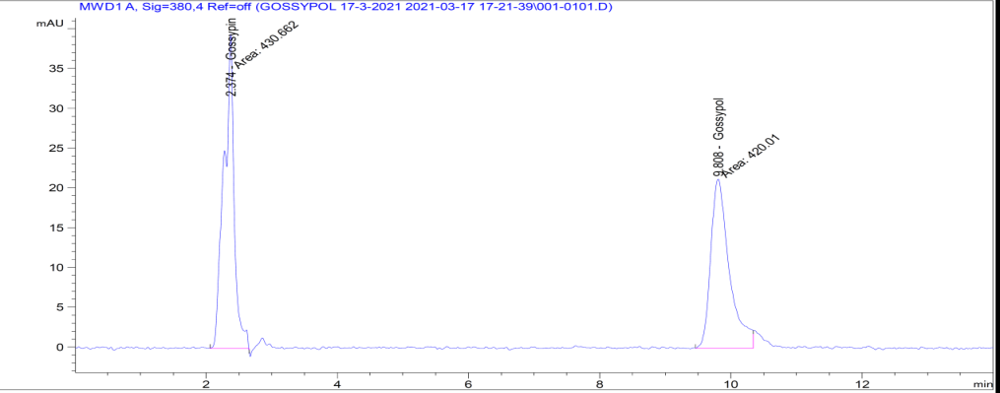 MWD1 A, Sig=380,4 Ref=off (GOSSYPOL 17-3-2021 2021-03-17 17-21-39\001-0101.D)
mAU
35
30
25
20
15
10
5
0
2.374 - Gossypin
Area: 430.662
9.808 - Gossypol
Area: 420.01
2 4 6 8 10 12 min